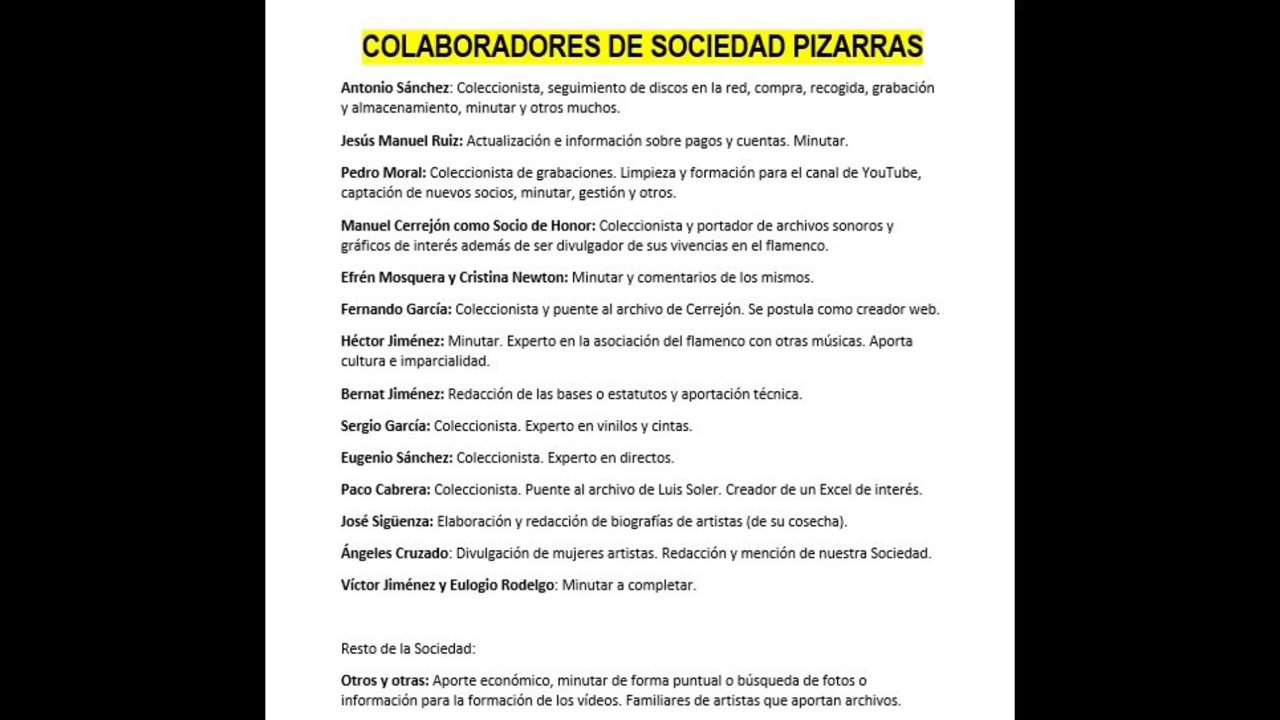 COLABORADORES DE SOCIEDAD PIZARRAS
Antonio Sánchez: Coleccionista, seguimiento de discos en la red, compra, recogida, grabación
y almacenamiento, minutar y otros muchos.
Jesús Manuel Ruiz: Actualización e información sobre pagos y cuentas. Minutar.
Pedro Moral: Coleccionista de grabaciones. Limpieza y formación para el canal de YouTube,
captación de nuevos socios, minutar, gestión y otros.
Manuel Cerrejón como Socio de Honor: Coleccionista y portador de archivos sonoros y
gráficos de interés además de ser divulgador de sus vivencias en el flamenco.
Efrén Mosquera y Cristina Newton: Minutar y comentarios de los mismos.
Fernando García: Coleccionista y puente al archivo de Cerrejón. Se postula como creador web.
Héctor Jiménez: Minutar. Experto en la asociación del flamenco con otras músicas. Aporta
cultura e imparcialidad.
Bernat Jiménez: Redacción de las bases o estatutos y aportación técnica.
Sergio García: Coleccionista. Experto en vinilos y cintas.
Eugenio Sánchez: Coleccionista. Experto en directos.
Paco Cabrera: Coleccionista. Puente al archivo de Luis Soler. Creador de un Excel de interés.
José Sigüenza: Elaboración y redacción de biografías de artistas (de su cosecha).
Ángeles Cruzado: Divulgación de mujeres artistas. Redacción y mención de nuestra Sociedad.
Víctor Jiménez y Eulogio Rodelgo: Minutar a completar.
Resto de la Sociedad:
Otros y otras: Aporte económico, minutar de forma puntual o búsqueda de fotos o
información para la formación de los vídeos. Familiares de artistas que aportan archivos.